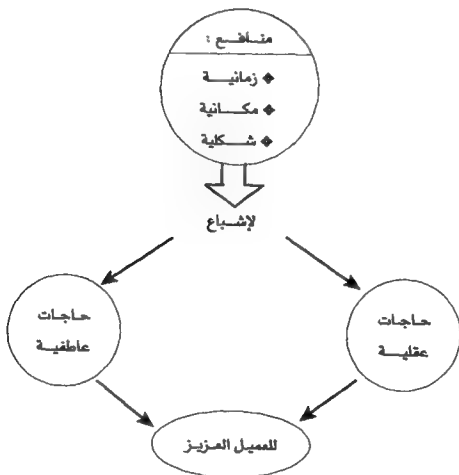 منافع :
❖ زمانية
❖ مكانية
❖ شكلية
لإشباع
حاجات
عقلية
حاجات
عاطفية
للعميل العزيز